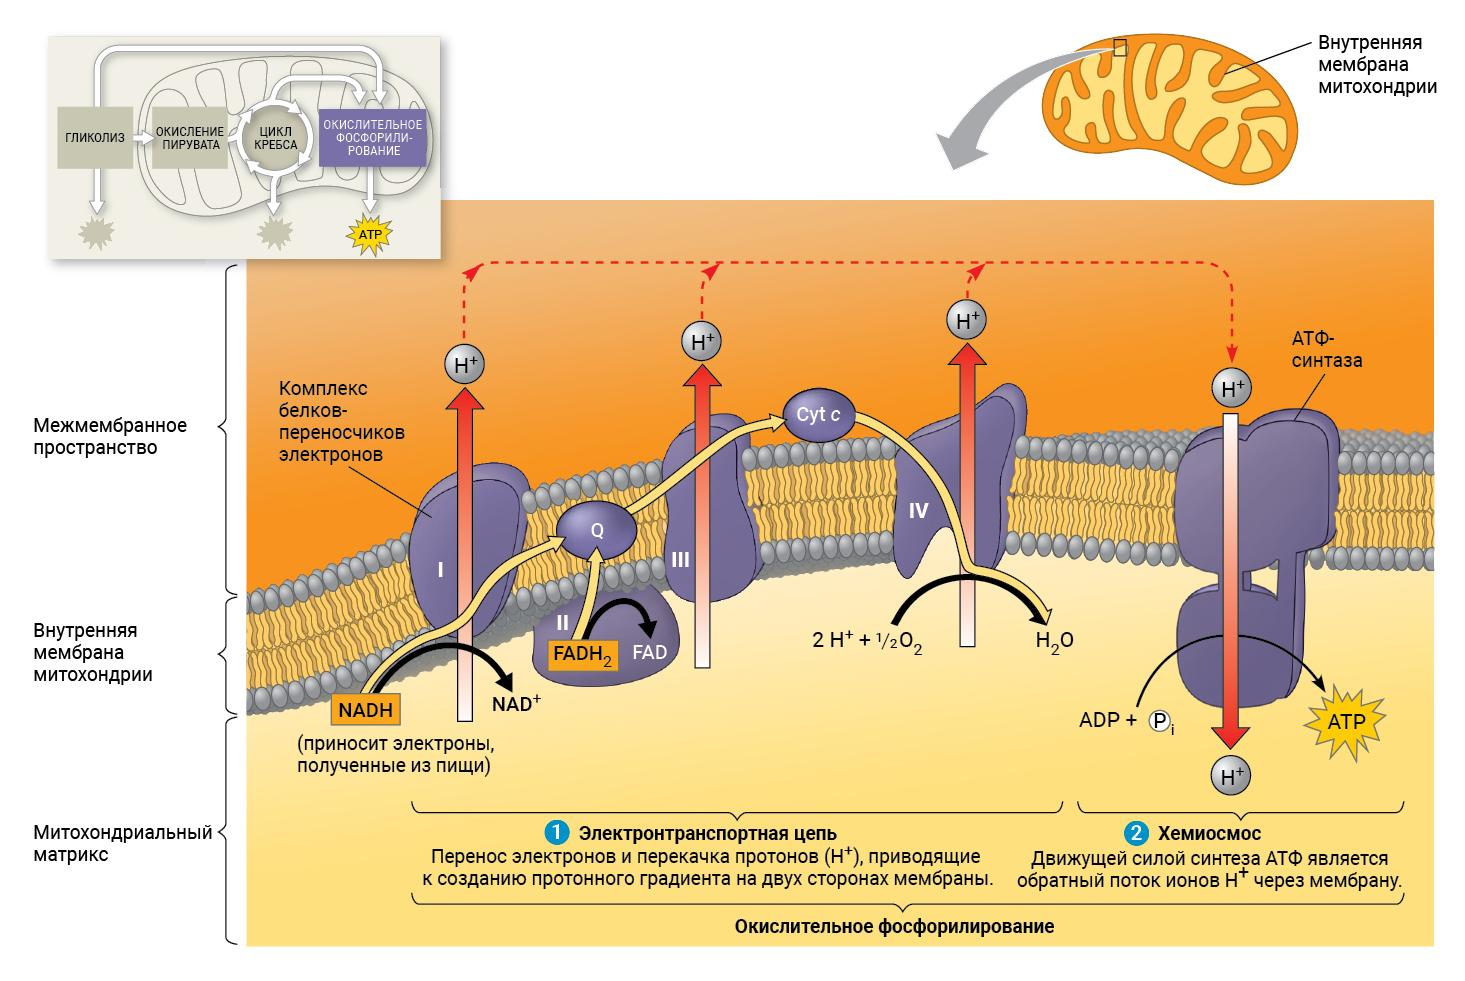 ГЛИКОЛИЗ
ОКИСЛЕНИЕ
ПИРУВАТА
ЦИКЛ
КРЕБСА
ОКИСЛИТЕЛЬНОЕ
ФОСФОРИЛИ-
РОВАНИЕ
ATP
Внутренняя
мембрана
митохондрии
Межмембранное
пространство
Внутренняя
мембрана
митохондрии
Митохондриальный
матрикс
Комплекс
белков-
переносчиков
электронов
H⁺
H⁺
H⁺
H⁺
АТФ-
синтаза
Cyt c
Q
I
II
III
IV
FADH₂
FAD
NADH
NAD⁺
(приносит электроны,
полученные из пищи)
2 H⁺ + 1/2 O₂
H₂O
ADP + Pi
ATP
H⁺
1 Электронтранспортная цепь
Перенос электронов и перекачка протонов (H⁺), приводящие
к созданию протонного градиента на двух сторонах мембраны.
2 Хемиосмос
Движущей силой синтеза АТФ является
обратный поток ионов H⁺ через мембрану.
Окислительное фосфорилирование